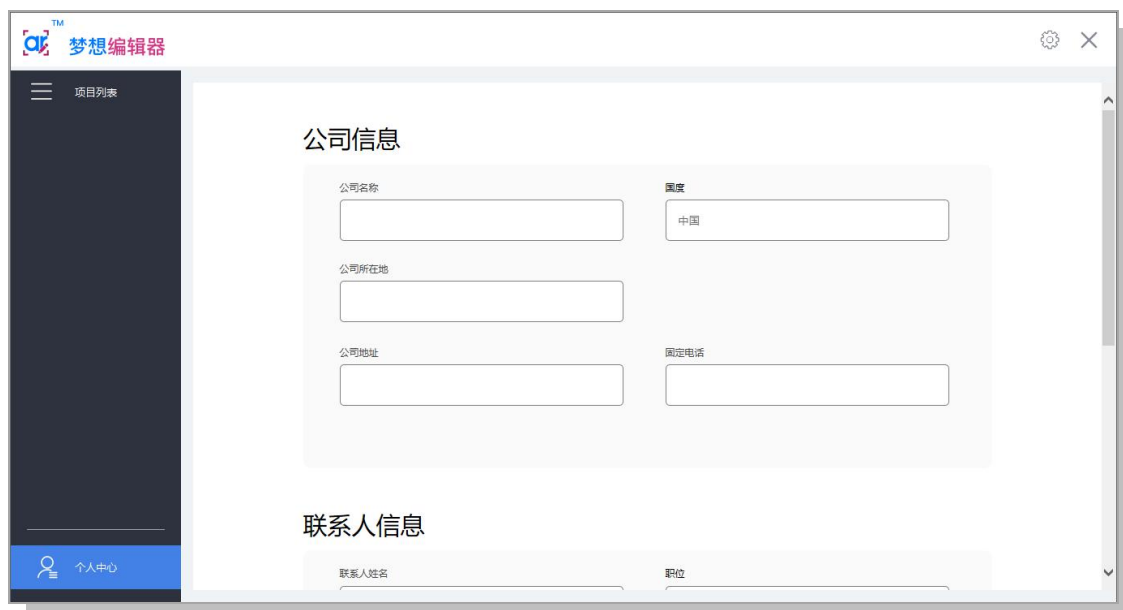 TM
ar 梦想编辑器
项目列表
公司信息
公司名称 国度
中国
公司所在地
公司地址 固定电话
联系人信息
联系人姓名 职位
个人中心